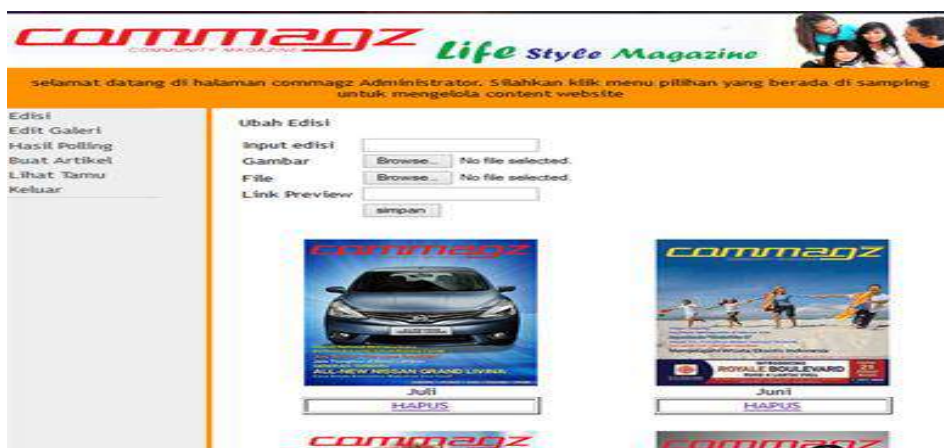 commagz
COMMUNITY MAGAZINE
Life Style Magazine
selamat datang di halaman commagz Administrator. Silahkan klik menu pilihan yang berada di samping
untuk mengelola content website
Edisi
Edit Galeri
Hasil Polling
Buat Artikel
Lihat Tamu
Keluar
Ubah Edisi
Input edisi
Gambar Browse... No file selected.
File Browse... No file selected.
Link Preview
simpan
commagz
ALL-NEW NISSAN GRAND LIVINA
Juli
HAPUS
commagz
INTRODUCING
ROYALE BOULEVARD
Juni
HAPUS
commagz
commagz